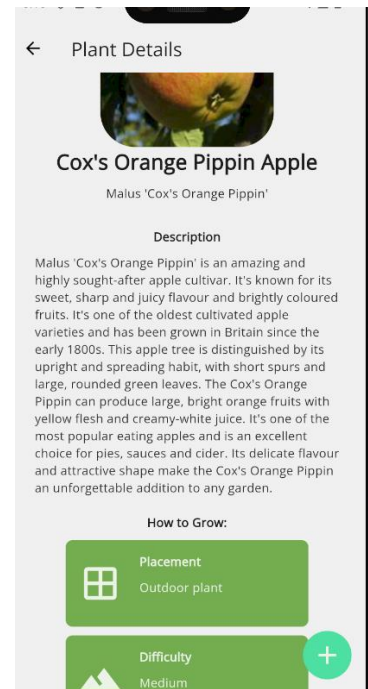 Plant Details
Cox's Orange Pippin Apple
Malus 'Cox's Orange Pippin'
Description
Malus 'Cox's Orange Pippin' is an amazing and
highly sought-after apple cultivar. It's known for its
sweet, sharp and juicy flavour and brightly coloured
fruits. It's one of the oldest cultivated apple
varieties and has been grown in Britain since the
early 1800s. This apple tree is distinguished by its
upright and spreading habit, with short spurs and
large, rounded green leaves. The Cox's Orange
Pippin can produce large, bright orange fruits with
yellow flesh and creamy-white juice. It's one of the
most popular eating apples and is an excellent
choice for pies, sauces and cider. Its delicate flavour
and attractive shape make the Cox's Orange Pippin
an unforgettable addition to any garden.
How to Grow:
Placement
Outdoor plant
Difficulty
Medium